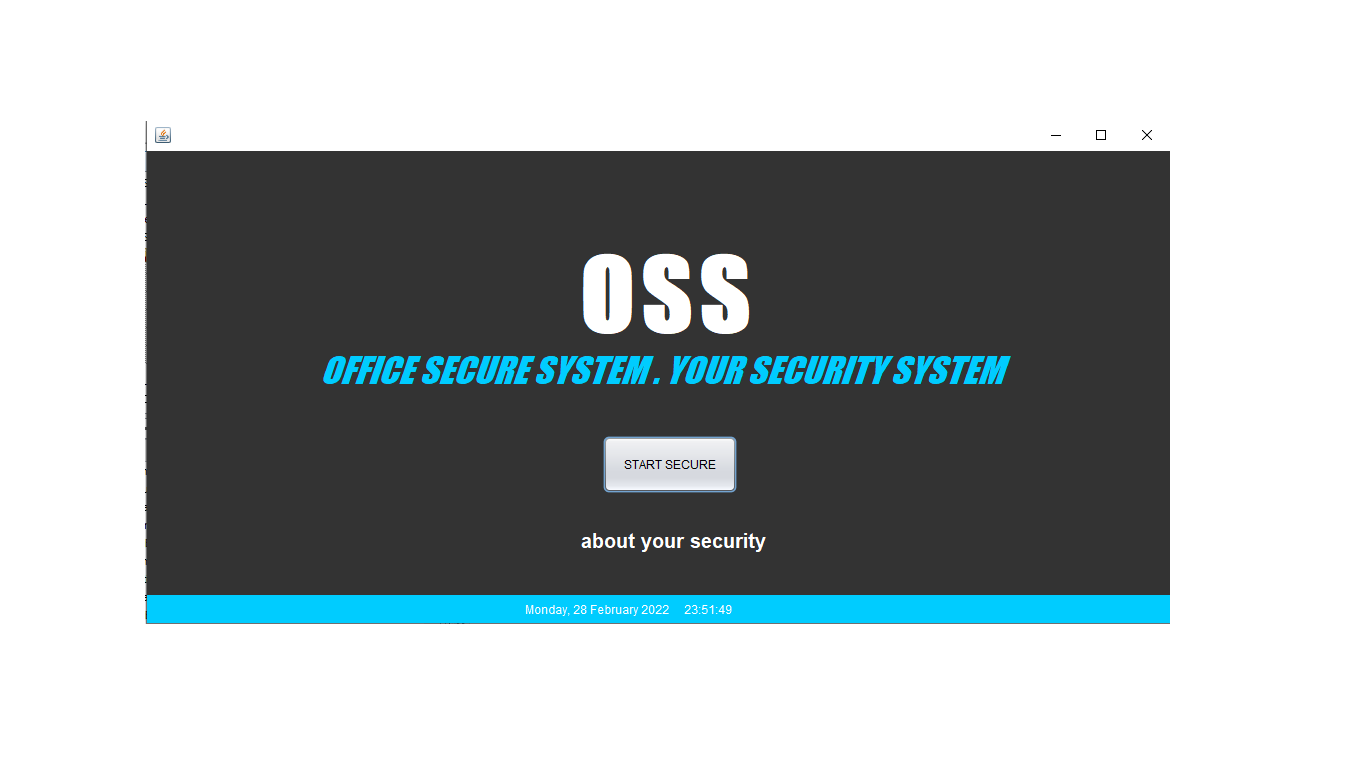 OSS
OFFICE SECURE SYSTEM . YOUR SECURITY SYSTEM
START SECURE
about your security
Monday, 28 February 2022 23:51:49